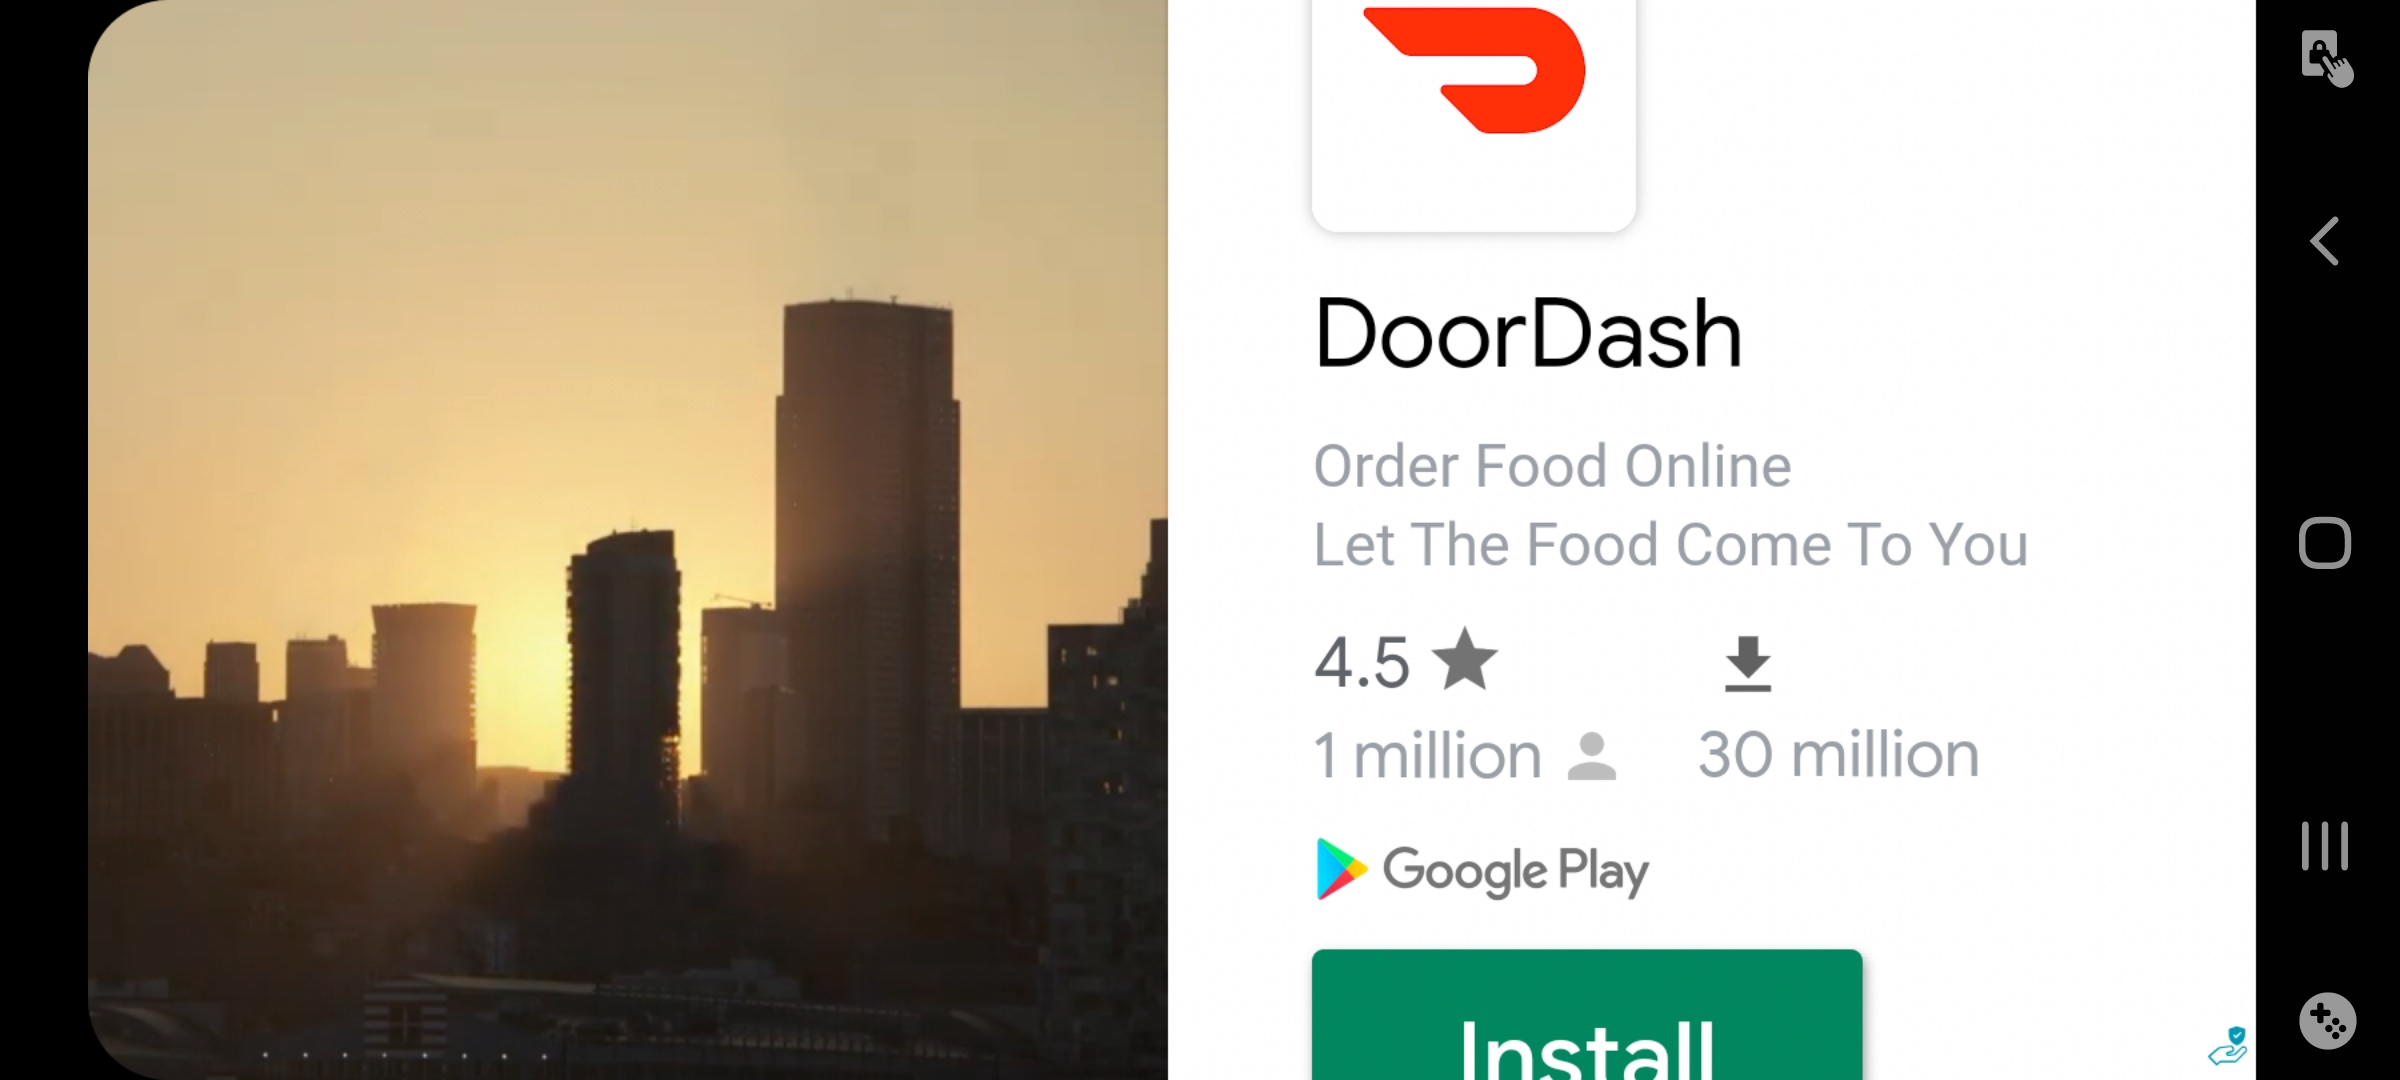 DoorDash
Order Food Online
Let The Food Come To You
4.5
1 million 30 million
Google Play
Install